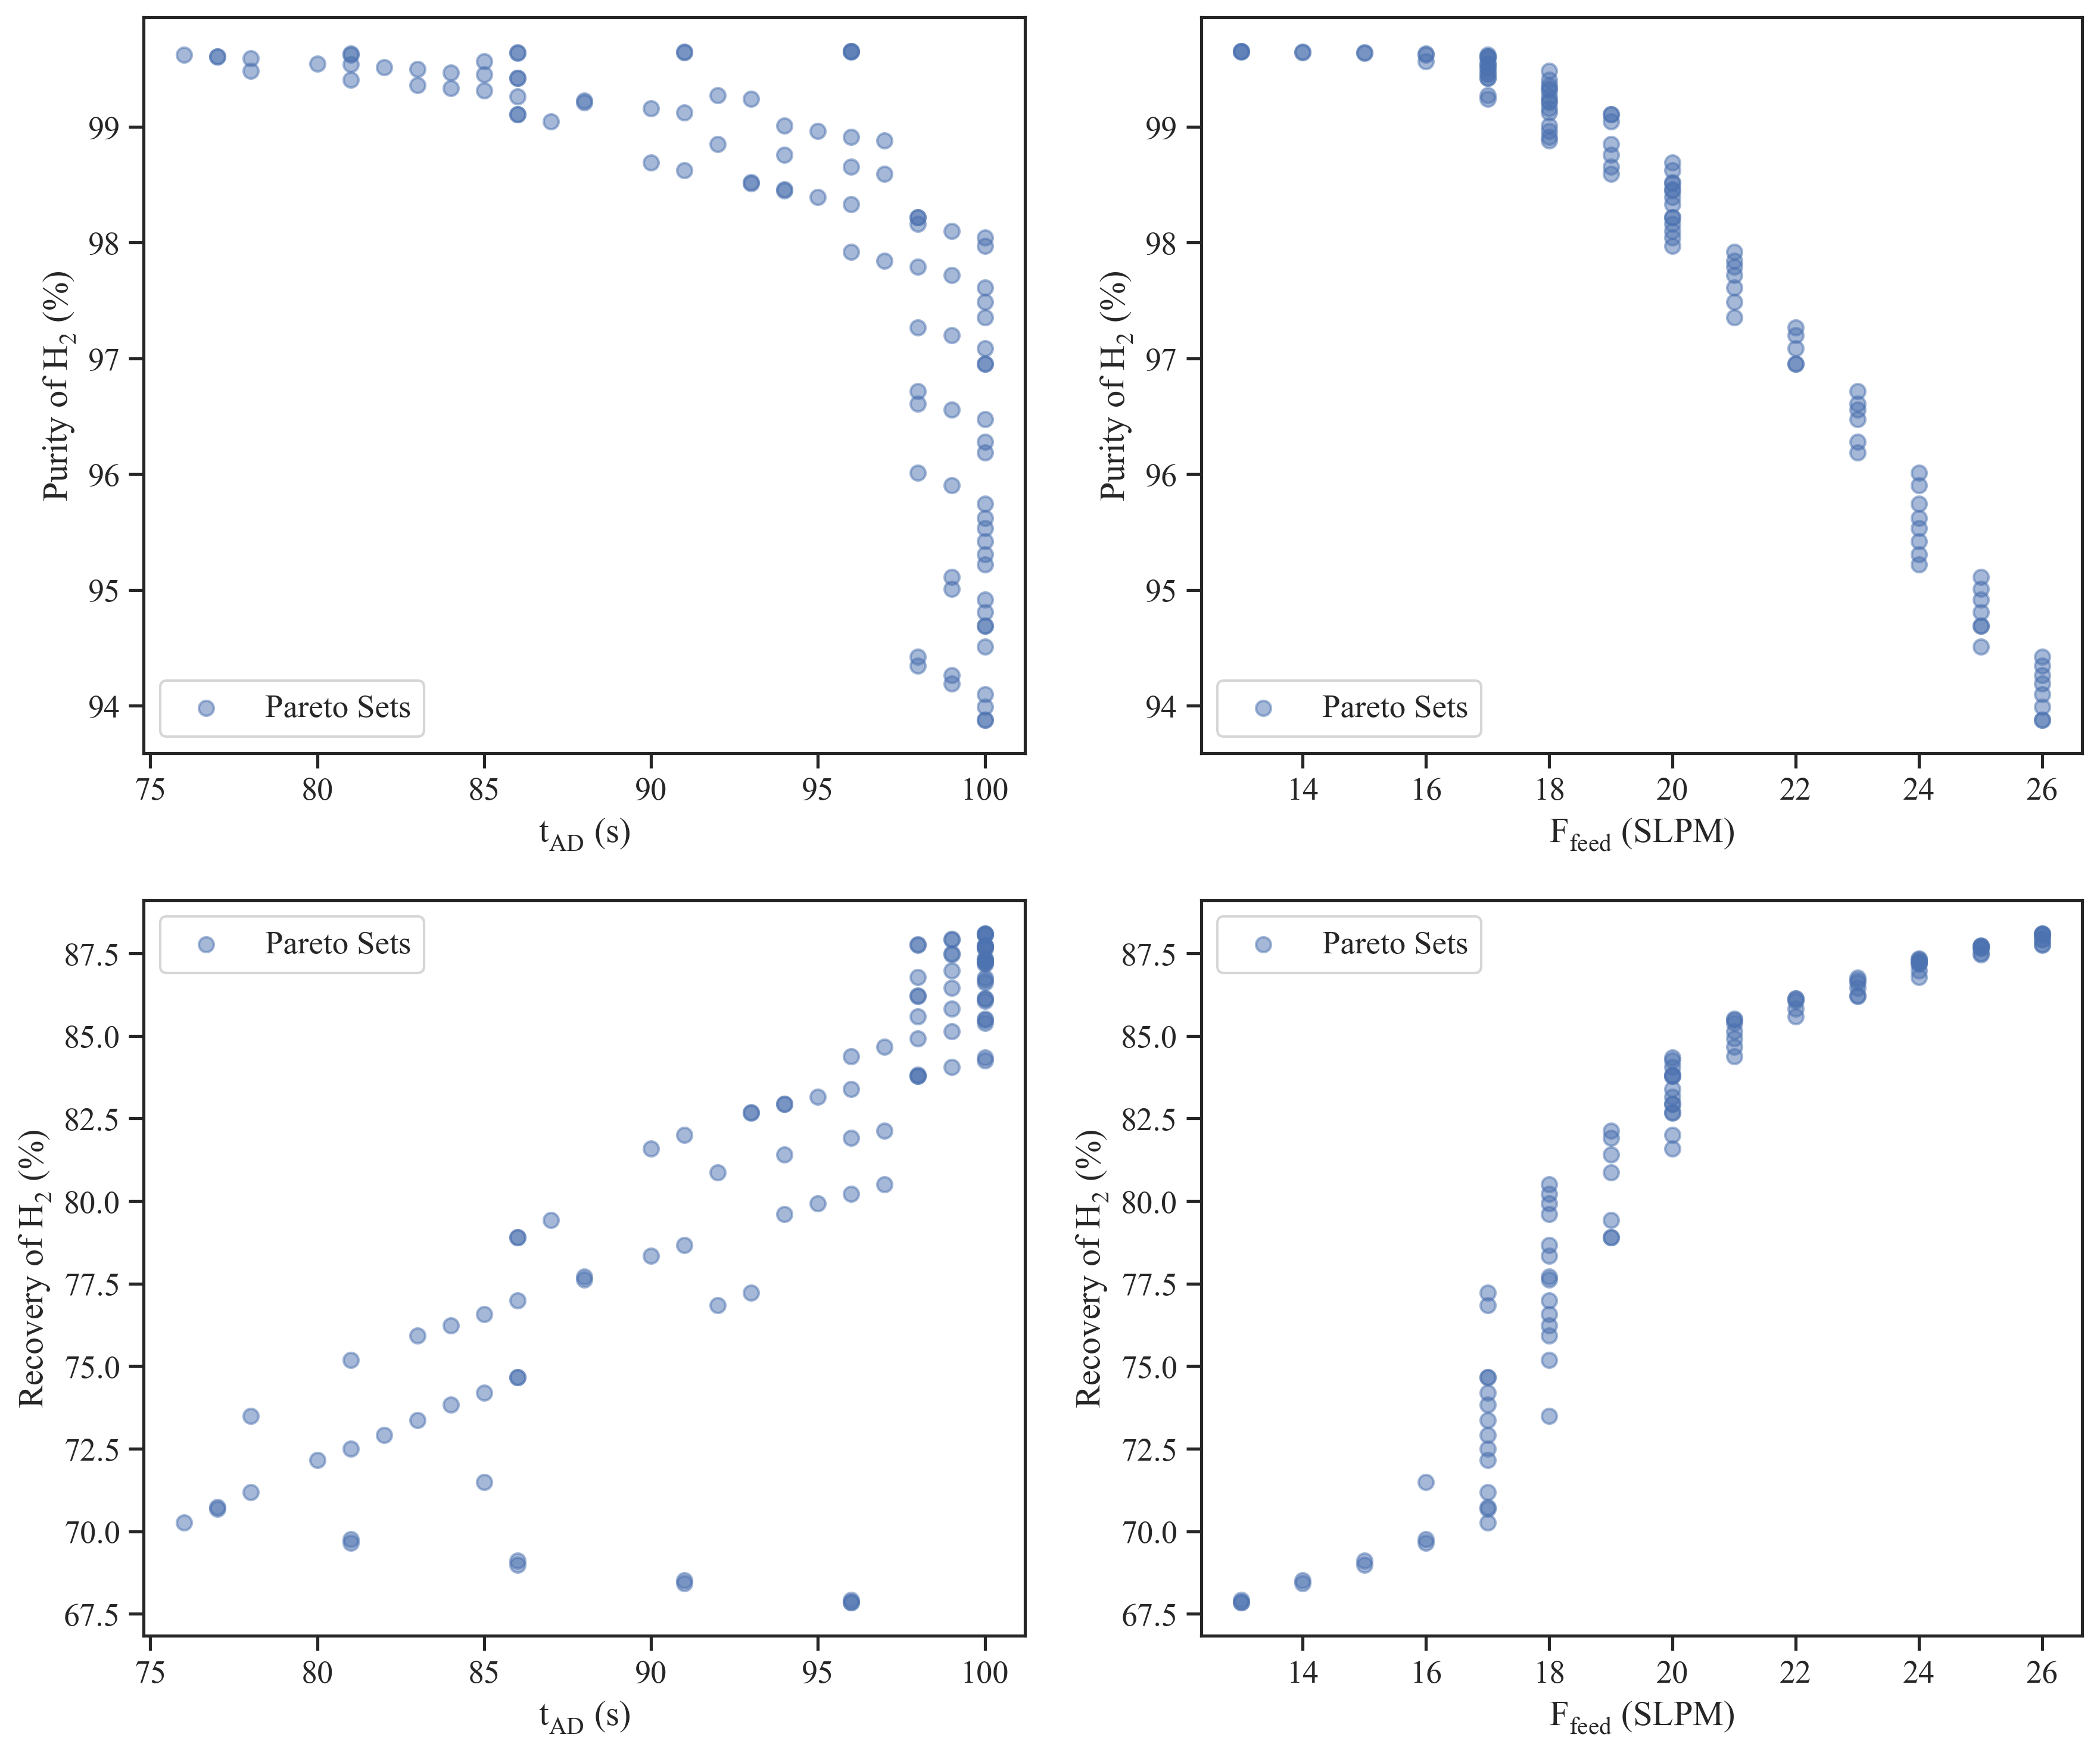 Purity of H2 (%)
99
98
97
96
95
94
Pareto Sets
75 80 85 90 95 100
tAD (s)
Purity of H2 (%)
99
98
97
96
95
94
Pareto Sets
14 16 18 20 22 24 26
Ffeed (SLPM)
Recovery of H2 (%)
87.5
85.0
82.5
80.0
77.5
75.0
72.5
70.0
67.5
Pareto Sets
75 80 85 90 95 100
tAD (s)
Recovery of H2 (%)
87.5
85.0
82.5
80.0
77.5
75.0
72.5
70.0
67.5
Pareto Sets
14 16 18 20 22 24 26
Ffeed (SLPM)